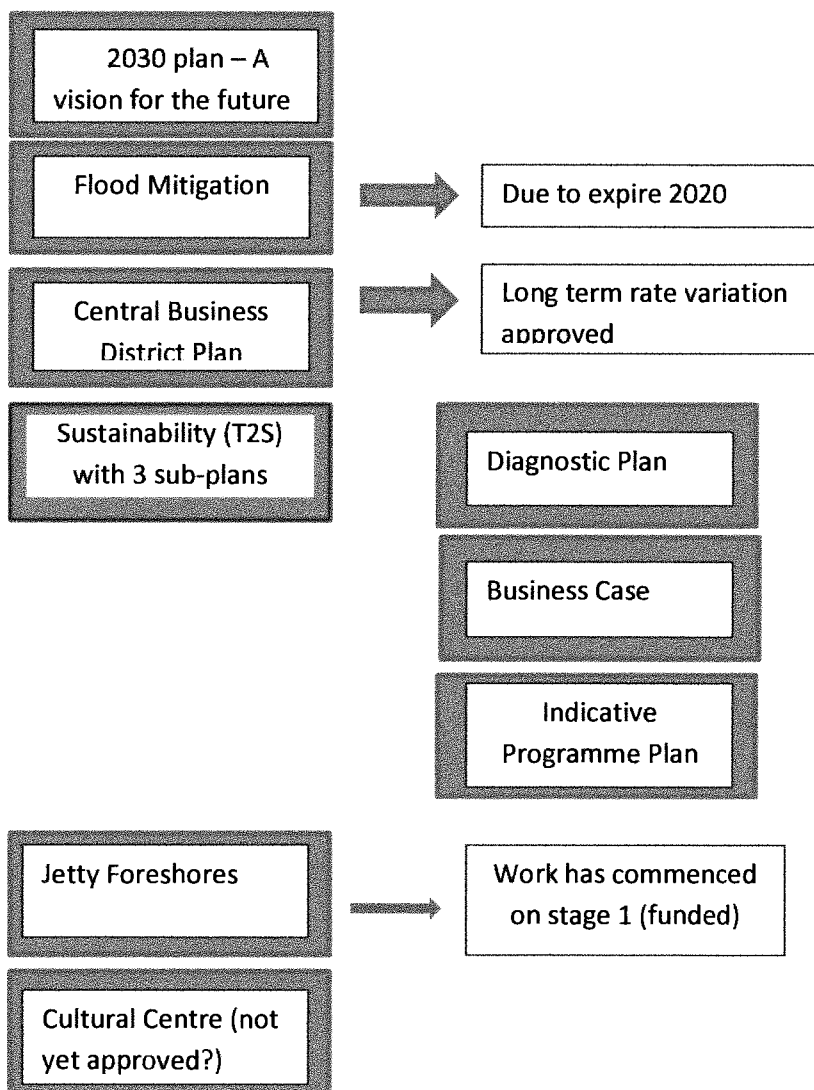 2030 plan – A
vision for the future
Flood Mitigation
Due to expire 2020
Central Business
District Plan
Long term rate variation
approved
Sustainability (T2S)
with 3 sub-plans
Diagnostic Plan
Business Case
Indicative
Programme Plan
Jetty Foreshores
Work has commenced
on stage 1 (funded)
Cultural Centre (not
yet approved?)